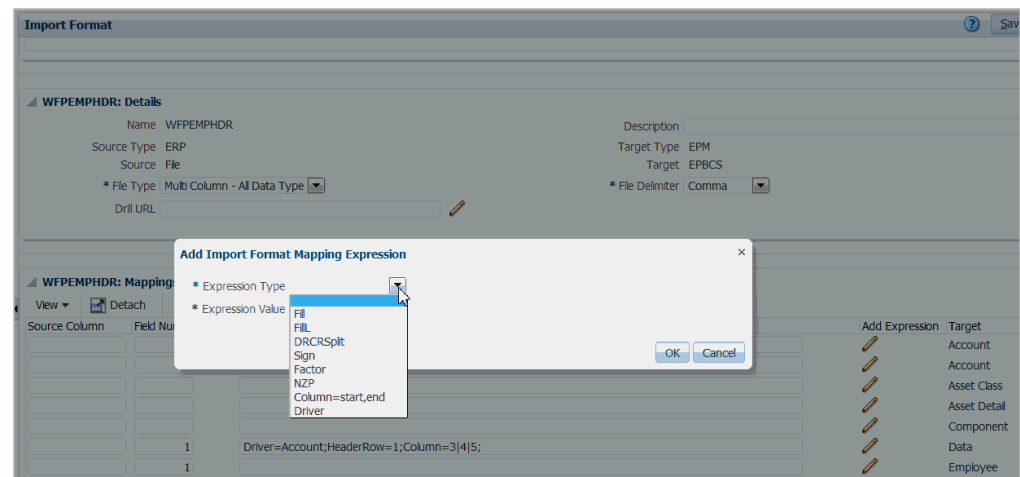 Import Format
? Sav
WFPEMPHDR: Details
Name WFPEMPHDR
Description
Source Type ERP
Target Type EPM
Source File
Target EPBCS
* File Type Multi Column - All Data Type
* File Delimiter Comma
Drill URL
Add Import Format Mapping Expression ×
* Expression Type
* Expression Value
Fill
FillL
DRCRSplit
Sign
Factor
NZP
Column=start,end
Driver
OK Cancel
WFPEMPHDR: Mapping
View Detach
Source Column Field Nu Add Expression Target
Account
Account
Asset Class
Asset Detail
Component
1 Driver=Account;HeaderRow=1;Column=3|4|5; Data
1 Employee